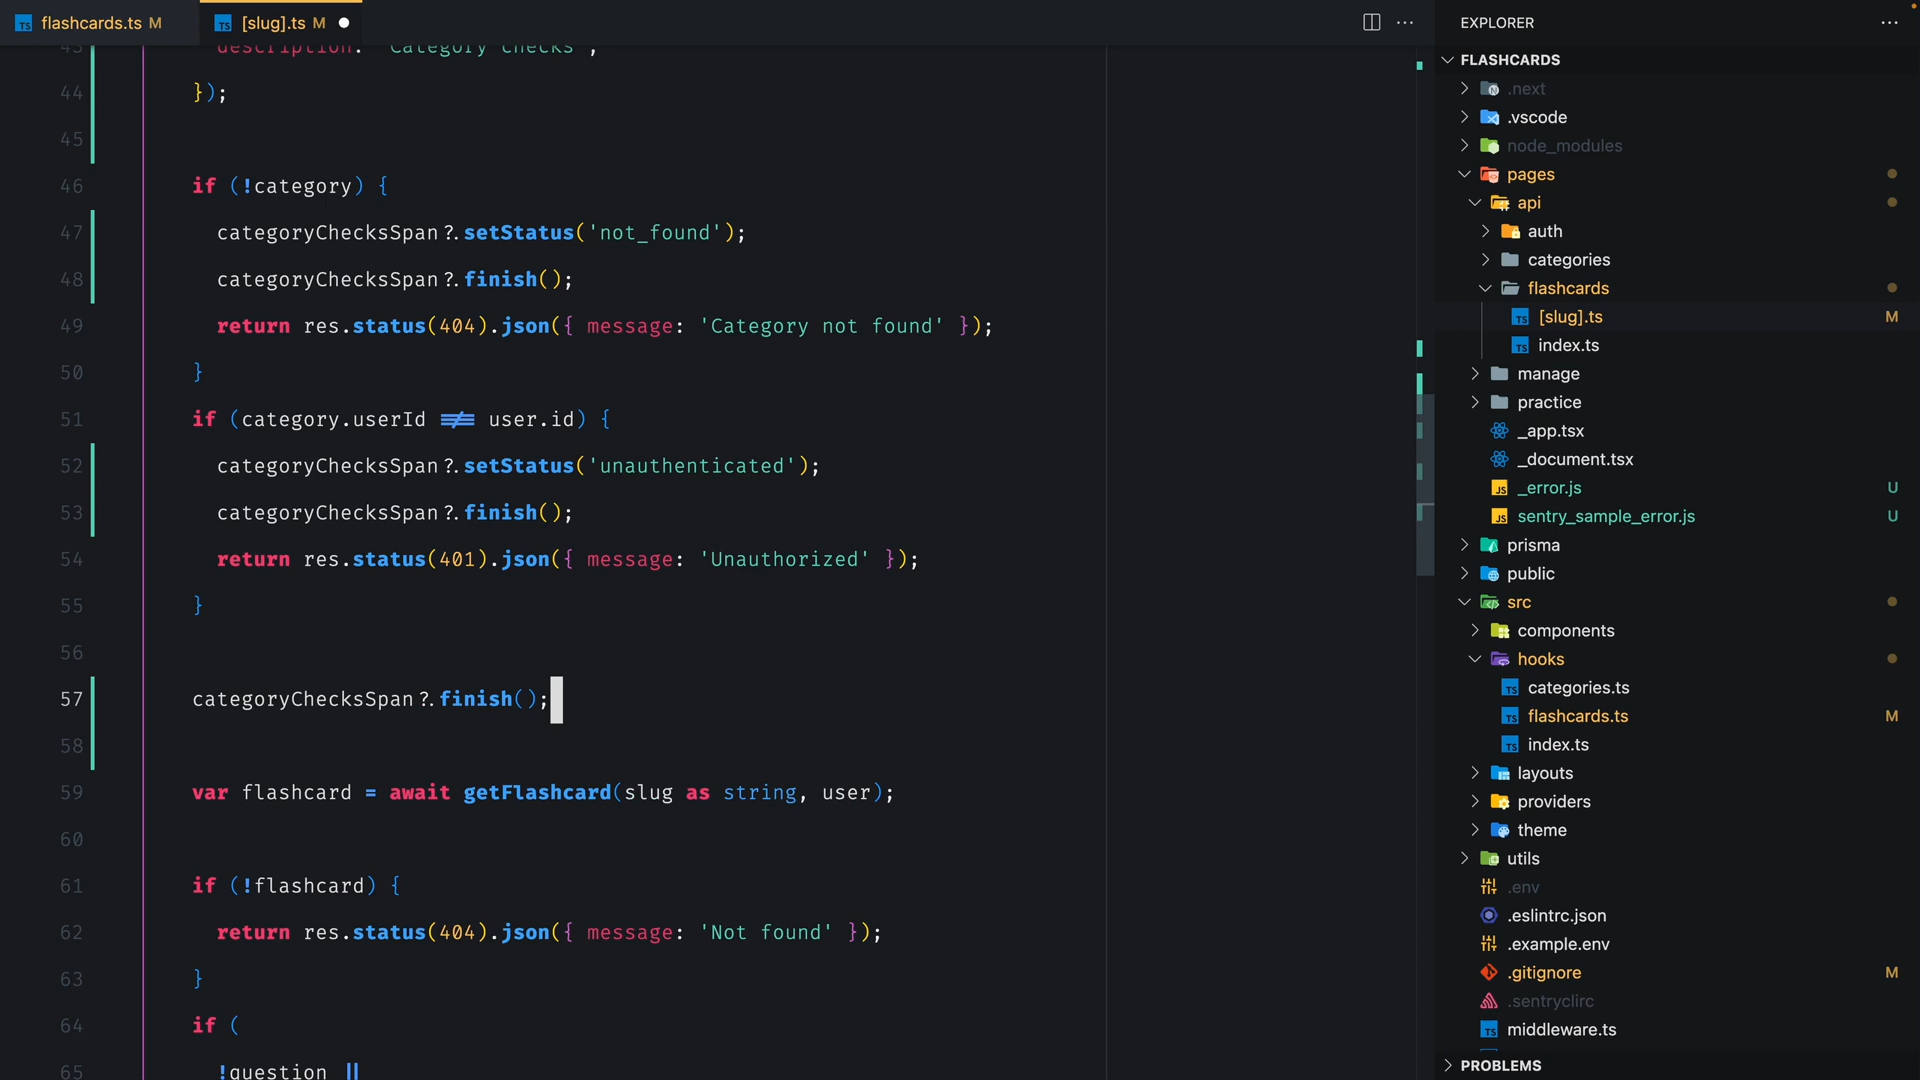 flashcards.ts M
[slug].ts M
43 description: 'Category checks',
44 });
45
46 if (!category) {
47 categoryChecksSpan?.setStatus('not_found');
48 categoryChecksSpan?.finish();
49 return res.status(404).json({ message: 'Category not found' });
50 }
51 if (category.userId !== user.id) {
52 categoryChecksSpan?.setStatus('unauthenticated');
53 categoryChecksSpan?.finish();
54 return res.status(401).json({ message: 'Unauthorized' });
55 }
56
57 categoryChecksSpan?.finish();
58
59 var flashcard = await getFlashcard(slug as string, user);
60
61 if (!flashcard) {
62 return res.status(404).json({ message: 'Not found' });
63 }
64 if (
65 !question ||
EXPLORER
FLASHCARDS
.next
.vscode
node_modules
pages
api
auth
categories
flashcards
[slug].ts M
index.ts
manage
practice
_app.tsx
_document.tsx
_error.js U
sentry_sample_error.js U
prisma
public
src
components
hooks
categories.ts
flashcards.ts M
index.ts
layouts
providers
theme
utils
.env
.eslintrc.json
.example.env
.gitignore M
.sentryclirc
middleware.ts
PROBLEMS